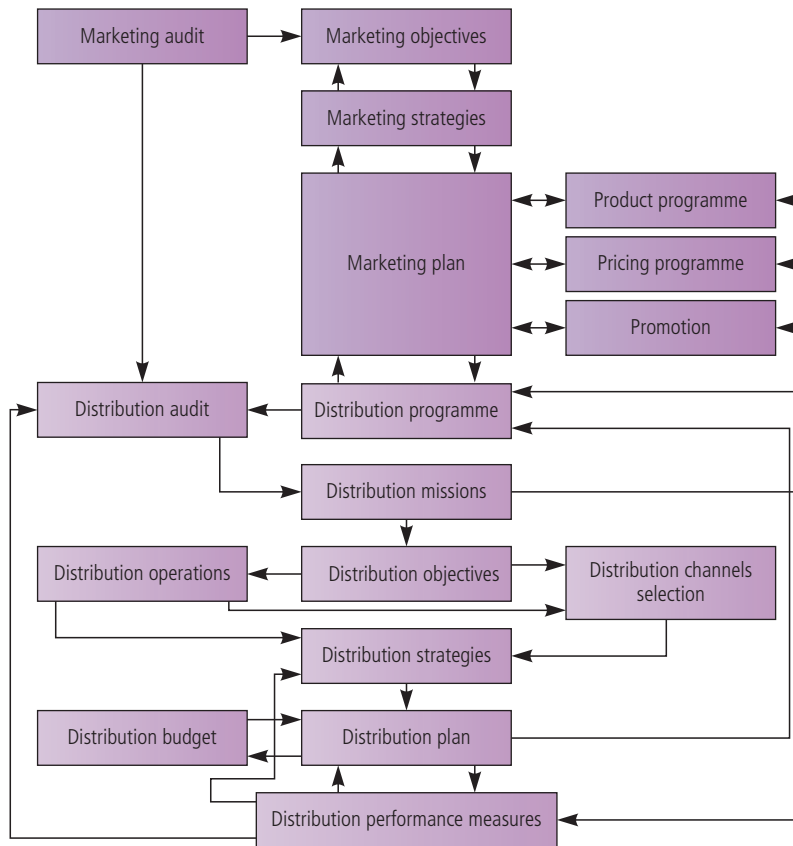 Marketing audit
Marketing objectives
Marketing strategies
Marketing plan
Product programme
Pricing programme
Promotion
Distribution audit
Distribution programme
Distribution missions
Distribution operations
Distribution objectives
Distribution channels
selection
Distribution strategies
Distribution budget
Distribution plan
Distribution performance measures